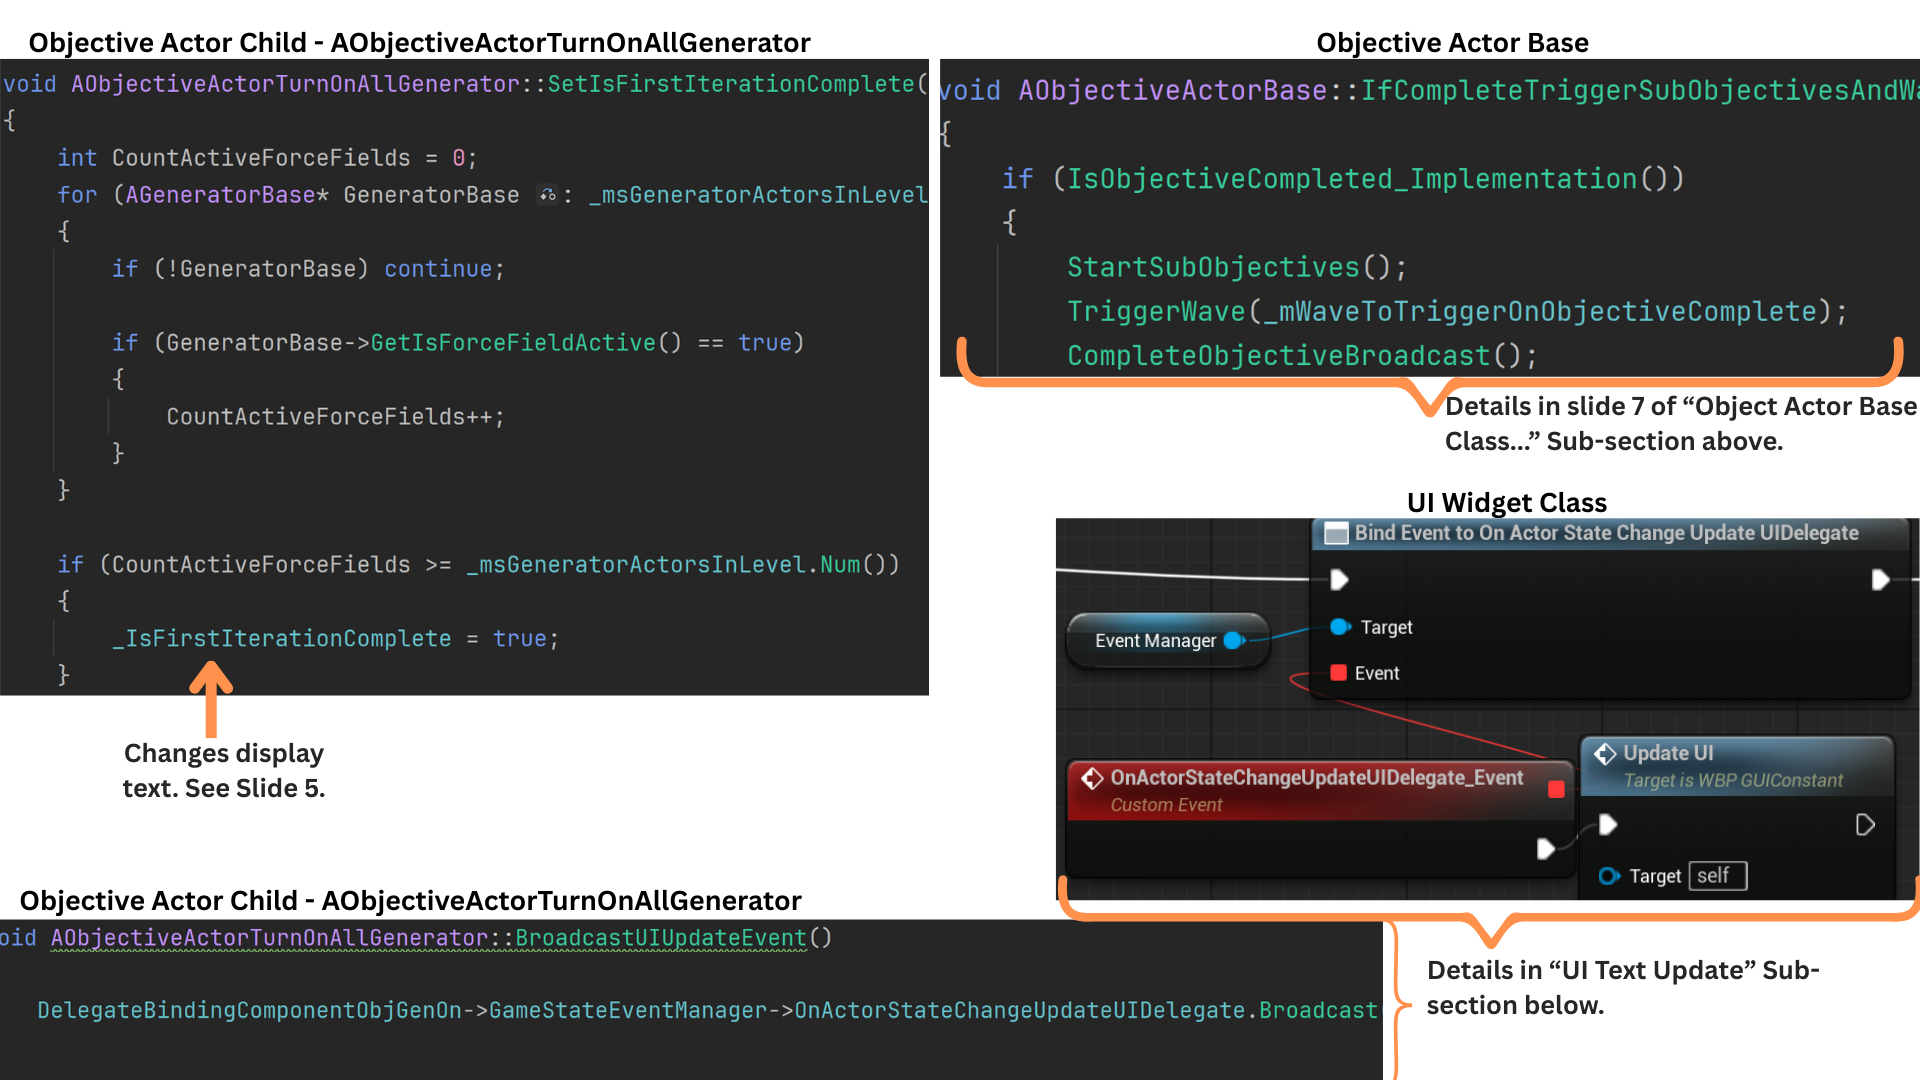 Objective Actor Child - AObjectiveActorTurnOnAllGenerator
void AObjectiveActorTurnOnAllGenerator::SetIsFirstIterationComplete(
{
int CountActiveForceFields = 0;
for (AGeneratorBase* GeneratorBase : _msGeneratorActorsInLevel
{
if (!GeneratorBase) continue;
if (GeneratorBase->GetIsForceFieldActive() == true)
{
CountActiveForceFields++;
}
}
if (CountActiveForceFields >= _msGeneratorActorsInLevel.Num())
{
_IsFirstIterationComplete = true;
}
Changes display
text. See Slide 5.
Objective Actor Base
void AObjectiveActorBase::IfCompleteTriggerSubObjectivesAndWa
{
if (IsObjectiveCompleted_Implementation())
{
StartSubObjectives();
TriggerWave(_mWaveToTriggerOnObjectiveComplete);
CompleteObjectiveBroadcast();
Details in slide 7 of “Object Actor Base
Class...” Sub-section above.
UI Widget Class
Bind Event to On Actor State Change Update UIDelegate
Event Manager
Target
Event
OnActorStateChangeUpdateUIDelegate_Event
Custom Event
Update UI
Target is WBP GUIConstant
Target self
Details in “UI Text Update” Sub-
section below.
Objective Actor Child - AObjectiveActorTurnOnAllGenerator
oid AObjectiveActorTurnOnAllGenerator::BroadcastUIUpdateEvent()
DelegateBindingComponentObjGenOn->GameStateEventManager->OnActorStateChangeUpdateUIDelegate.Broadcast